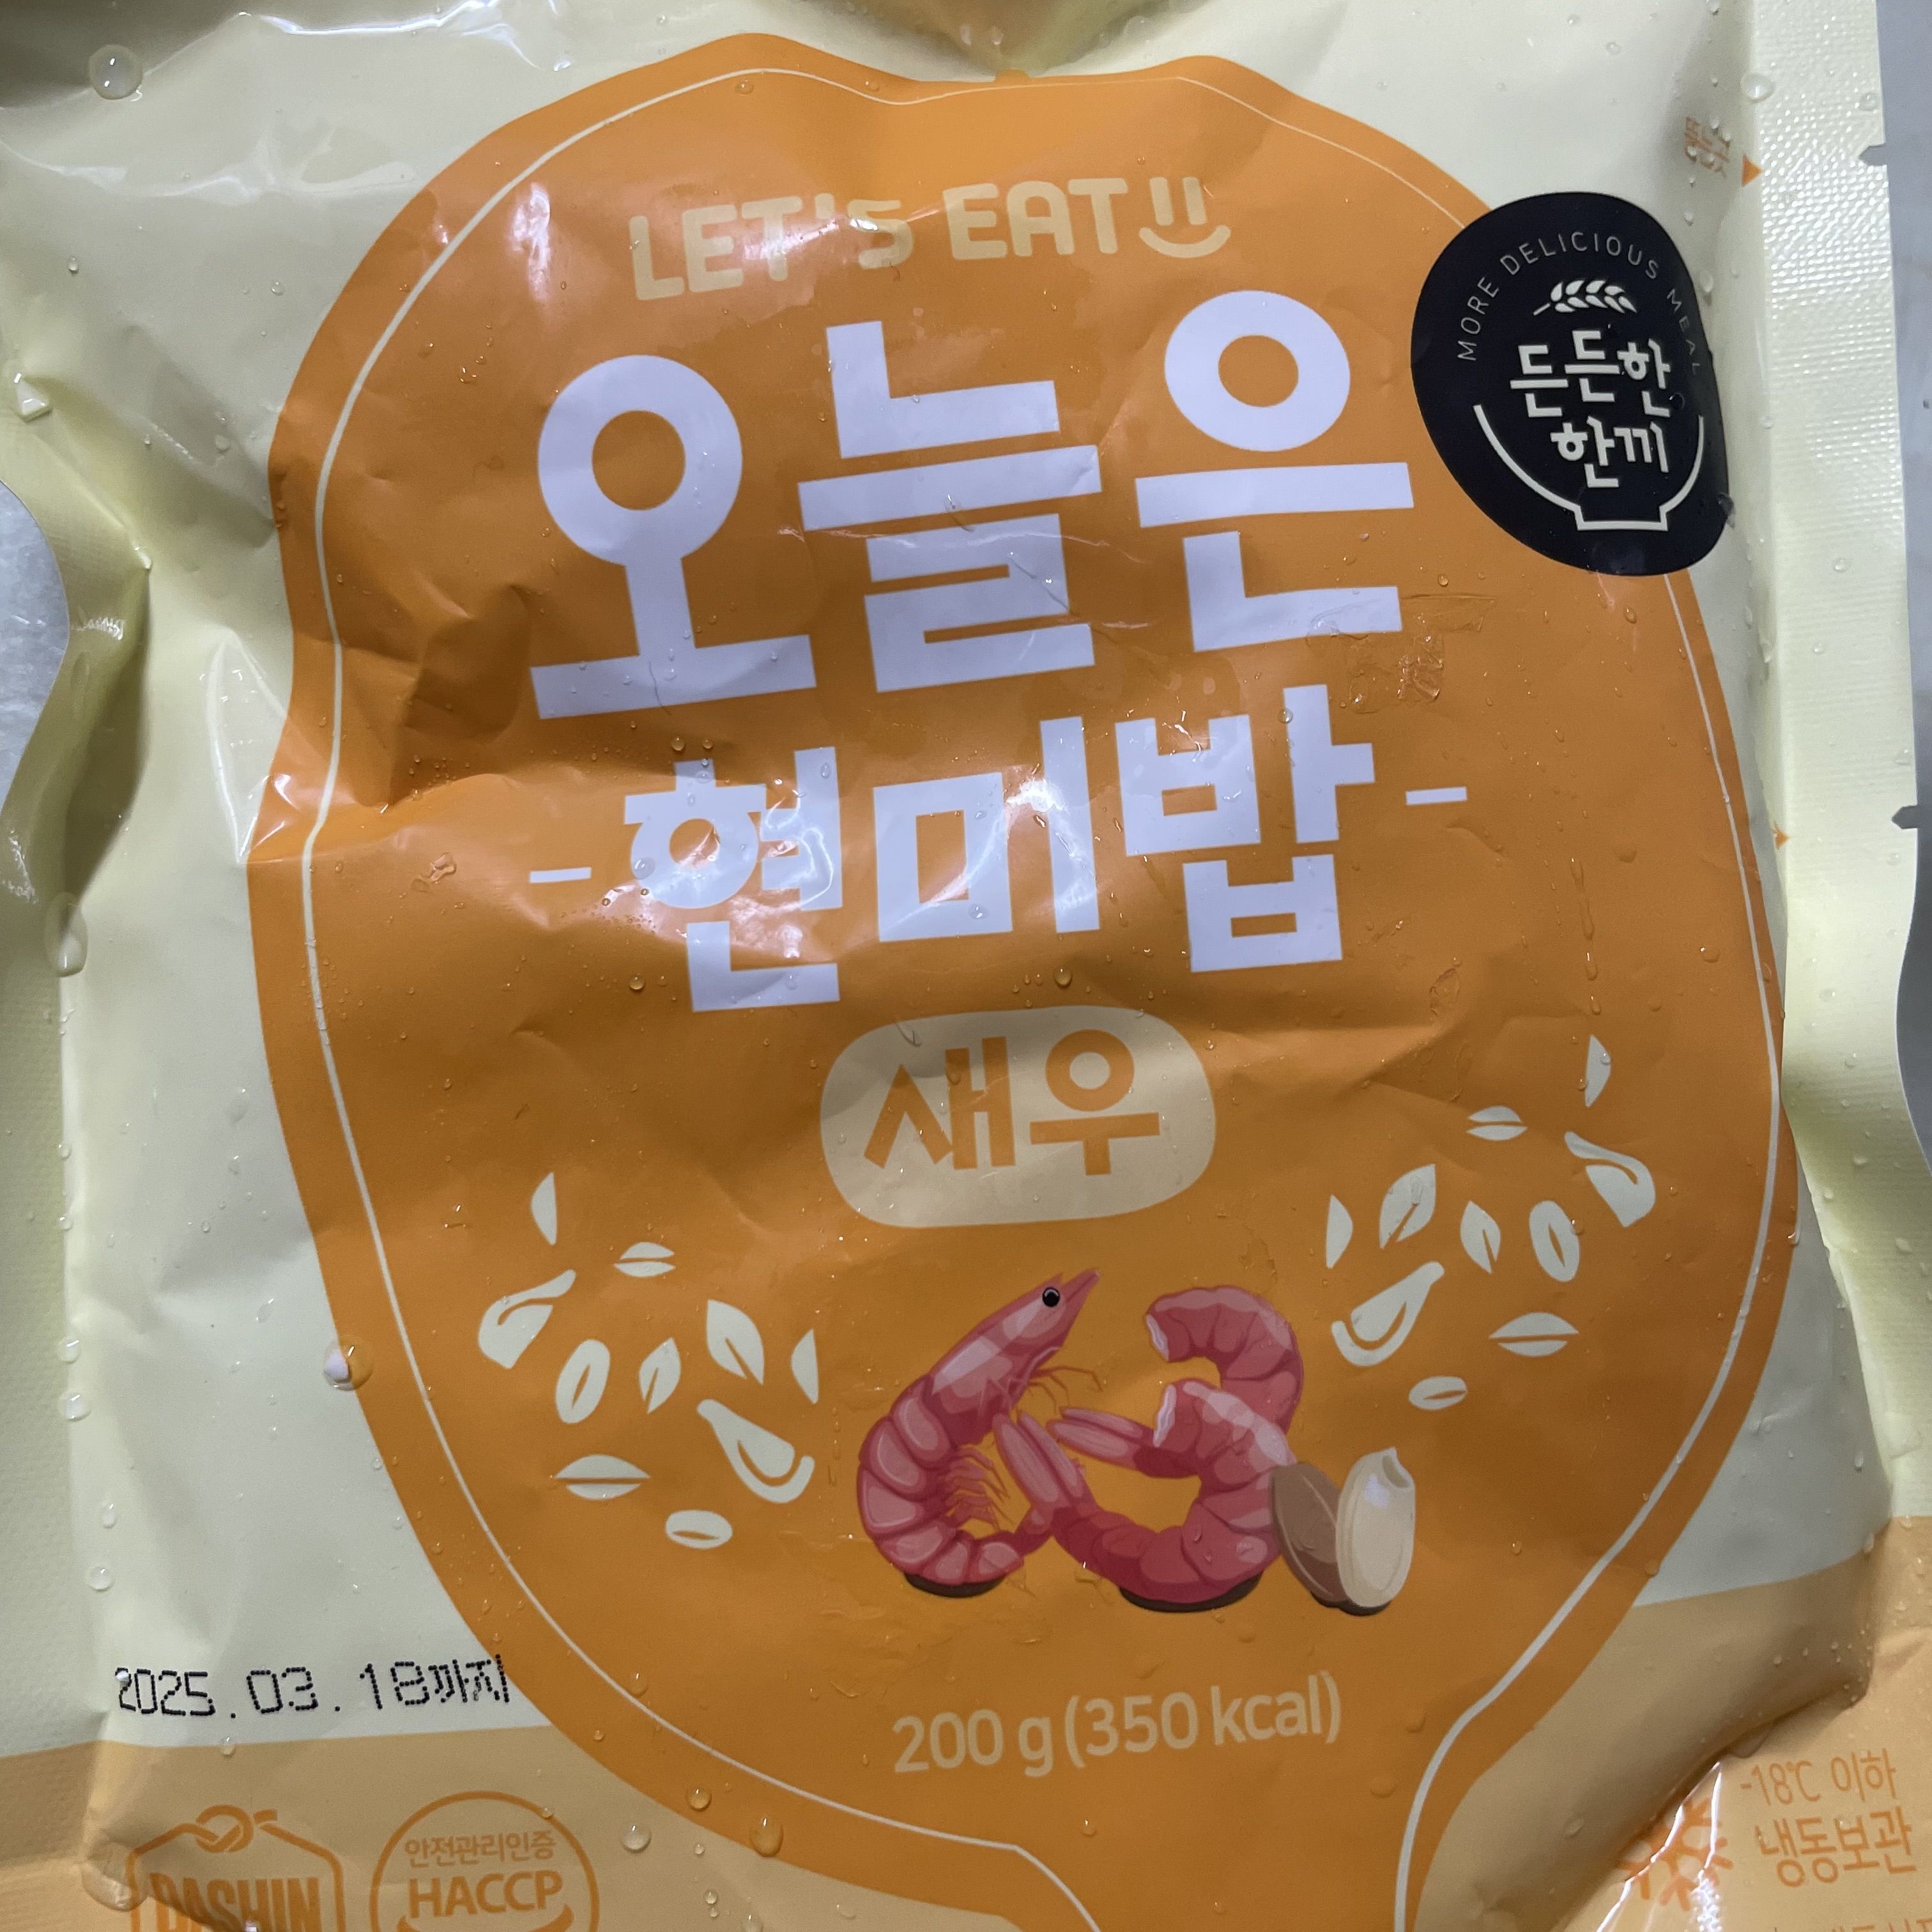 LET'S EAT
MORE DELICIOUS MEAL
든든한
한끼
오늘은
현미밥
새우
2025.03.18까지
200 g (350 kcal)
DASHIN
안전관리인증
HACCP
-18℃ 이하
냉동보관